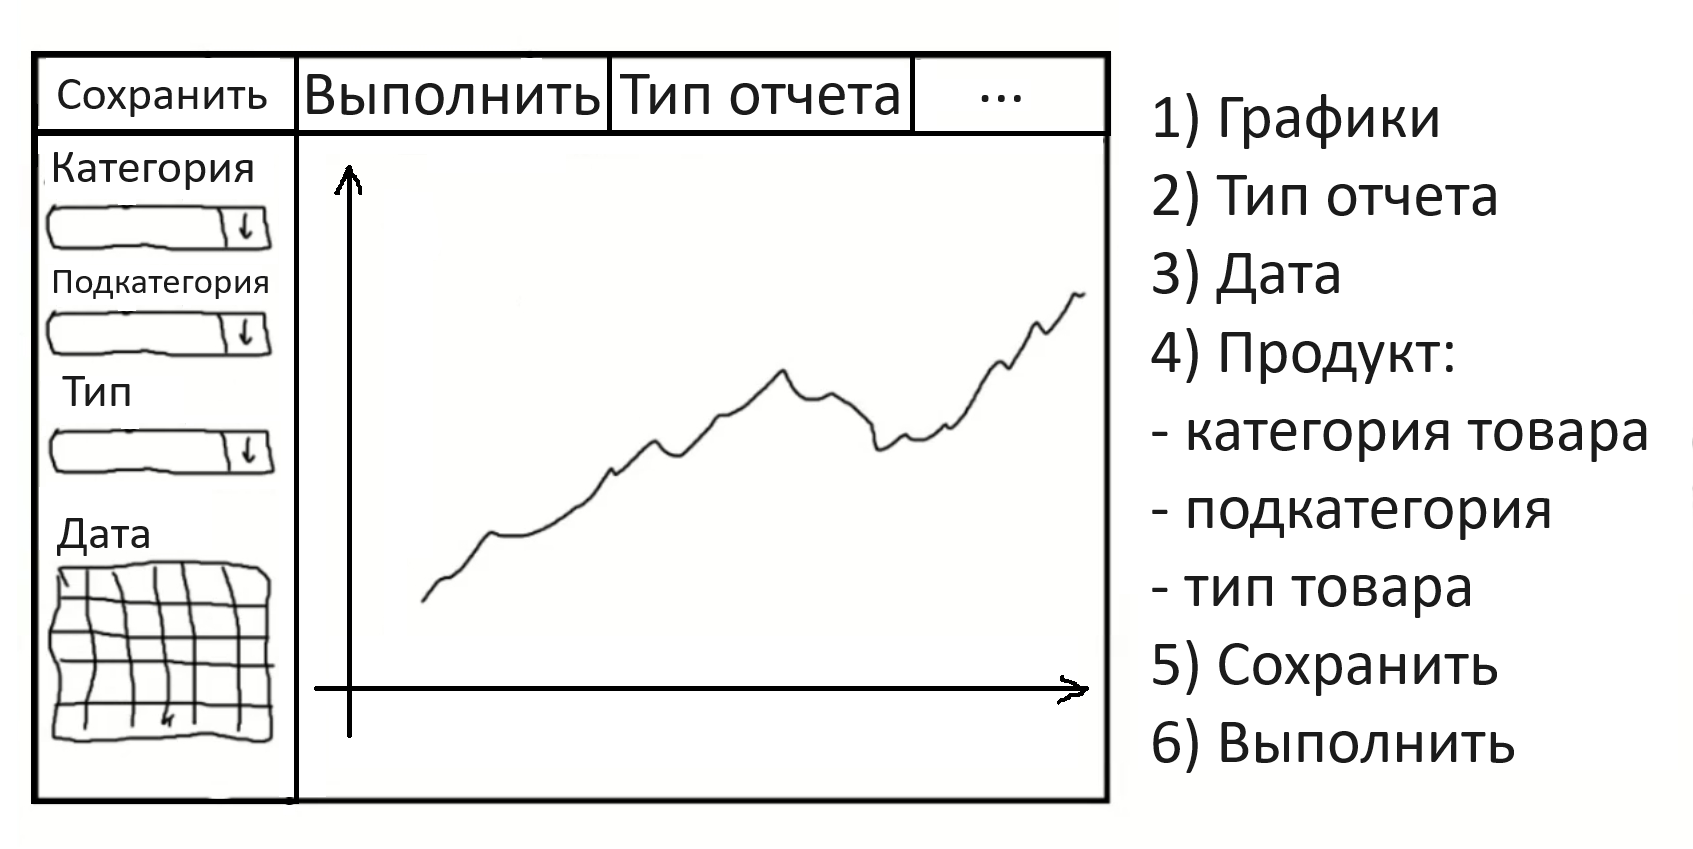 Сохранить
Выполнить
Тип отчета
...
Категория
Подкатегория
Тип
Дата
1) Графики
2) Тип отчета
3) Дата
4) Продукт:
- категория товара
- подкатегория
- тип товара
5) Сохранить
6) Выполнить